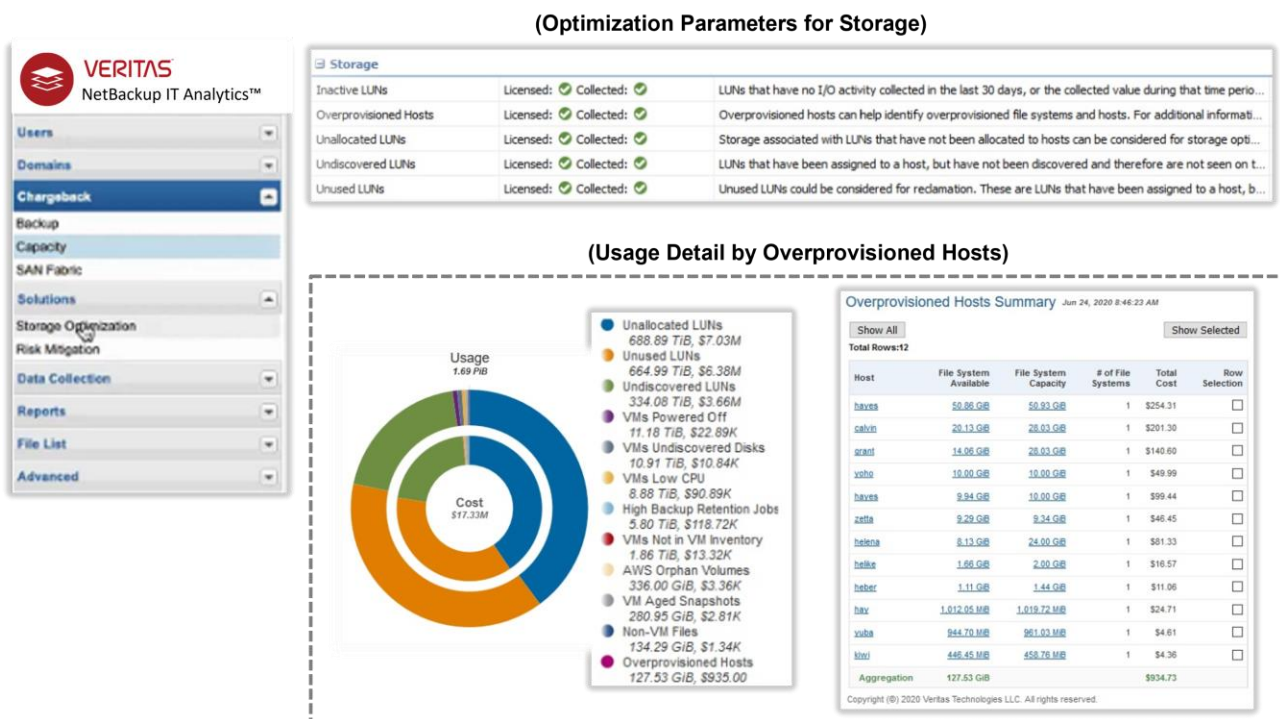 (Optimization Parameters for Storage)
VERITAS
NetBackup IT Analytics™
Users
Domains
Chargeback
Backup
Capacity
SAN Fabric
Solutions
Storage Optimization
Risk Mitigation
Data Collection
Reports
File List
Advanced
Storage
Inactive LUNs Licensed: Collected: LUNs that have no I/O activity collected in the last 30 days, or the collected value during that time perio...
Overprovisioned Hosts Licensed: Collected: Overprovisioned hosts can help identify overprovisioned file systems and hosts. For additional informati...
Unallocated LUNs Licensed: Collected: Storage associated with LUNs that have not been allocated to hosts can be considered for storage opti...
Undiscovered LUNs Licensed: Collected: LUNs that have been assigned to a host, but have not been discovered and therefore are not seen on t...
Unused LUNs Licensed: Collected: Unused LUNs could be considered for reclamation. These are LUNs that have been assigned to a host, b...
(Usage Detail by Overprovisioned Hosts)
Usage
1.69 PiB
Cost
$17.33M
Unallocated LUNs
688.89 TiB, $7.03M
Unused LUNs
664.99 TiB, $6.38M
Undiscovered LUNs
334.08 TiB, $3.66M
VMs Powered Off
11.18 TiB, $22.89K
VMs Undiscovered Disks
10.91 TiB, $10.84K
VMs Low CPU
8.88 TiB, $90.89K
High Backup Retention Jobs
5.80 TiB, $118.72K
VMs Not in VM Inventory
1.86 TiB, $13.32K
AWS Orphan Volumes
336.00 GiB, $3.36K
VM Aged Snapshots
280.95 GiB, $2.81K
Non-VM Files
134.29 GiB, $1.34K
Overprovisioned Hosts
127.53 GiB, $935.00
Overprovisioned Hosts Summary Jun 24, 2020 8:46:23 AM
Show All Show Selected
Total Rows:12
Host File System Available File System Capacity # of File Systems Total Cost Row Selection
hayes 50.86 GiB 50.93 GiB 1 $254.31
calvin 20.13 GiB 28.03 GiB 1 $201.30
grant 14.06 GiB 28.03 GiB 1 $140.60
yoho 10.00 GiB 10.00 GiB 1 $49.99
hayes 9.94 GiB 10.00 GiB 1 $99.44
zetta 9.29 GiB 9.34 GiB 1 $46.45
helena 8.13 GiB 24.00 GiB 1 $81.33
helike 1.66 GiB 2.00 GiB 1 $16.57
heber 1.11 GiB 1.44 GiB 1 $11.06
hay 1,012.05 MiB 1,019.72 MiB 1 $24.71
yuba 944.70 MiB 961.03 MiB 1 $4.61
kiwi 446.45 MiB 458.76 MiB 1 $4.36
Aggregation 127.53 GiB $934.73
Copyright (©) 2020 Veritas Technologies LLC. All rights reserved.